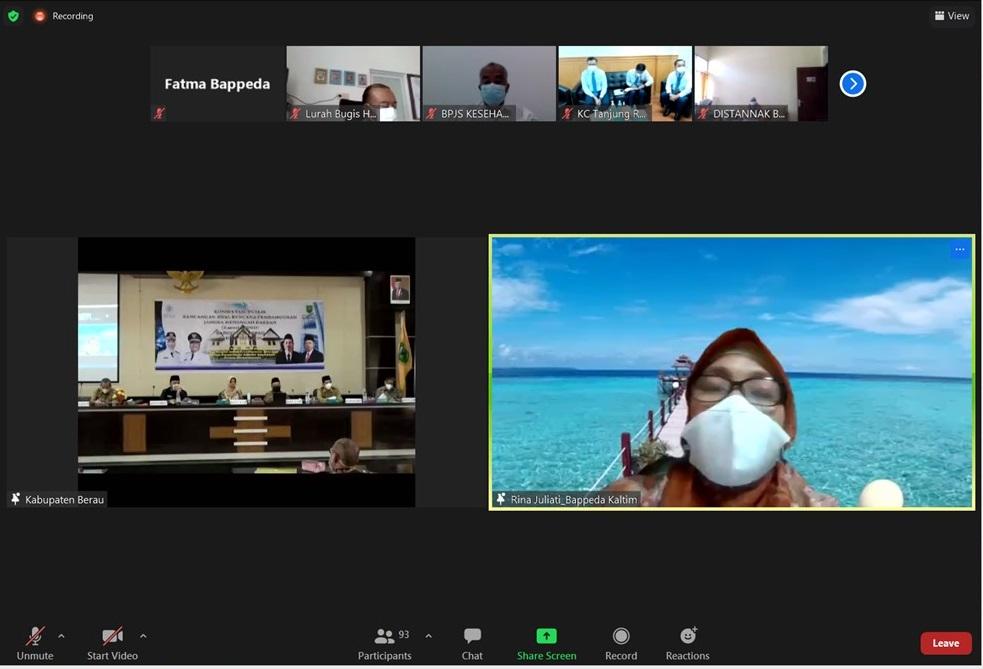 Recording
View
Fatma Bappeda
Lurah Bugis H...
BPJS KESEHA...
KC Tanjung R...
DISTANNAK B...
KONSULTASI PUBLIK
RANCANGAN AWAL RENCANA PEMBANGUNAN
JANGKA MENENGAH DAERAH
Kabupaten Berau
Rina Juliati_Bappeda Kaltim
Unmute
Start Video
Participants
93
Chat
Share Screen
Record
Reactions
Leave